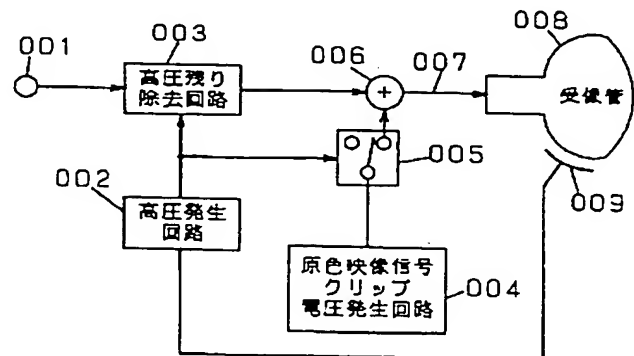 001
003
高圧残り
除去回路
006
+
007
008
受像管
005
009
002
高圧発生
回路
原色映像信号
クリップ
電圧発生回路
004